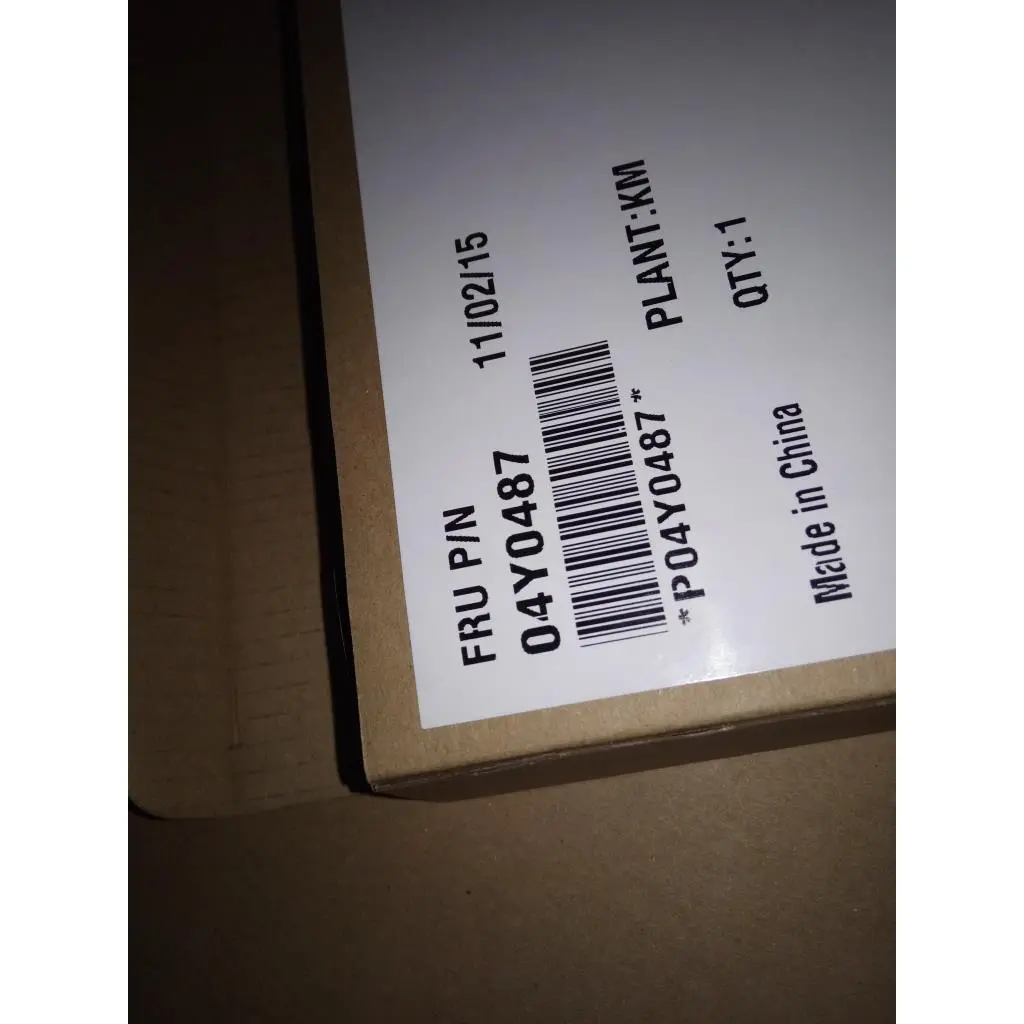 FRU P/N 11/02/15
04Y0487
*P04Y0487*
PLANT:KM
Made in China QTY:1